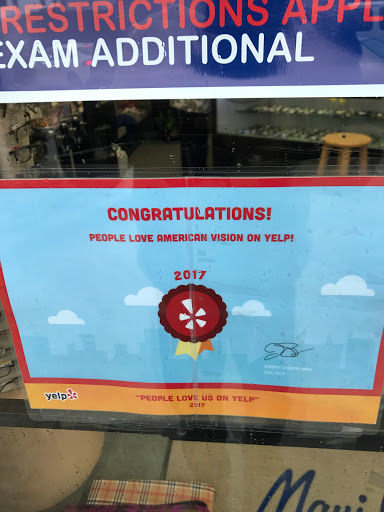 RESTRICTIONS APPL
EXAM ADDITIONAL
CONGRATULATIONS!
PEOPLE LOVE AMERICAN VISION ON YELP!
2017
yelp
"PEOPLE LOVE US ON YELP"
2017
Maui